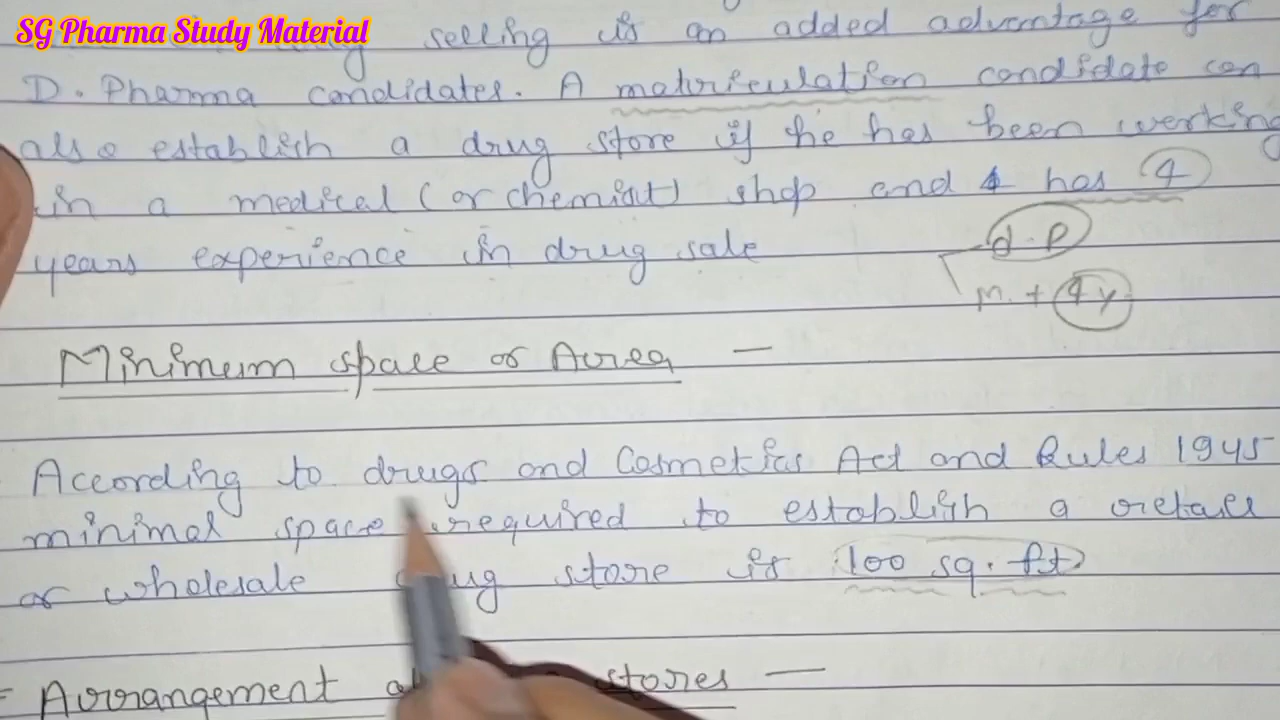 SG Pharma Study Material
selling is an added advantage for
D. Pharma candidates. A matriculation candidate can
also establish a drug store if he has been working
in a medical (or chemist) shop and has 4
years experience in drug sale
d.P
m + 4y
Minimum space or Area —
According to drugs and Cosmetics Act and Rules 1945
minimal space required to establish a retail
or wholesale store is 100 sq. ft
Arrangement stores —